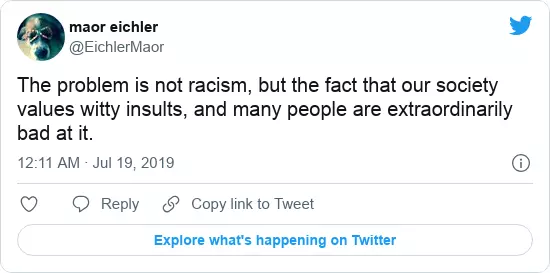 maor eichler
@EichlerMaor
The problem is not racism, but the fact that our society
values witty insults, and many people are extraordinarily
bad at it.
12:11 AM · Jul 19, 2019
Reply Copy link to Tweet
Explore what's happening on Twitter